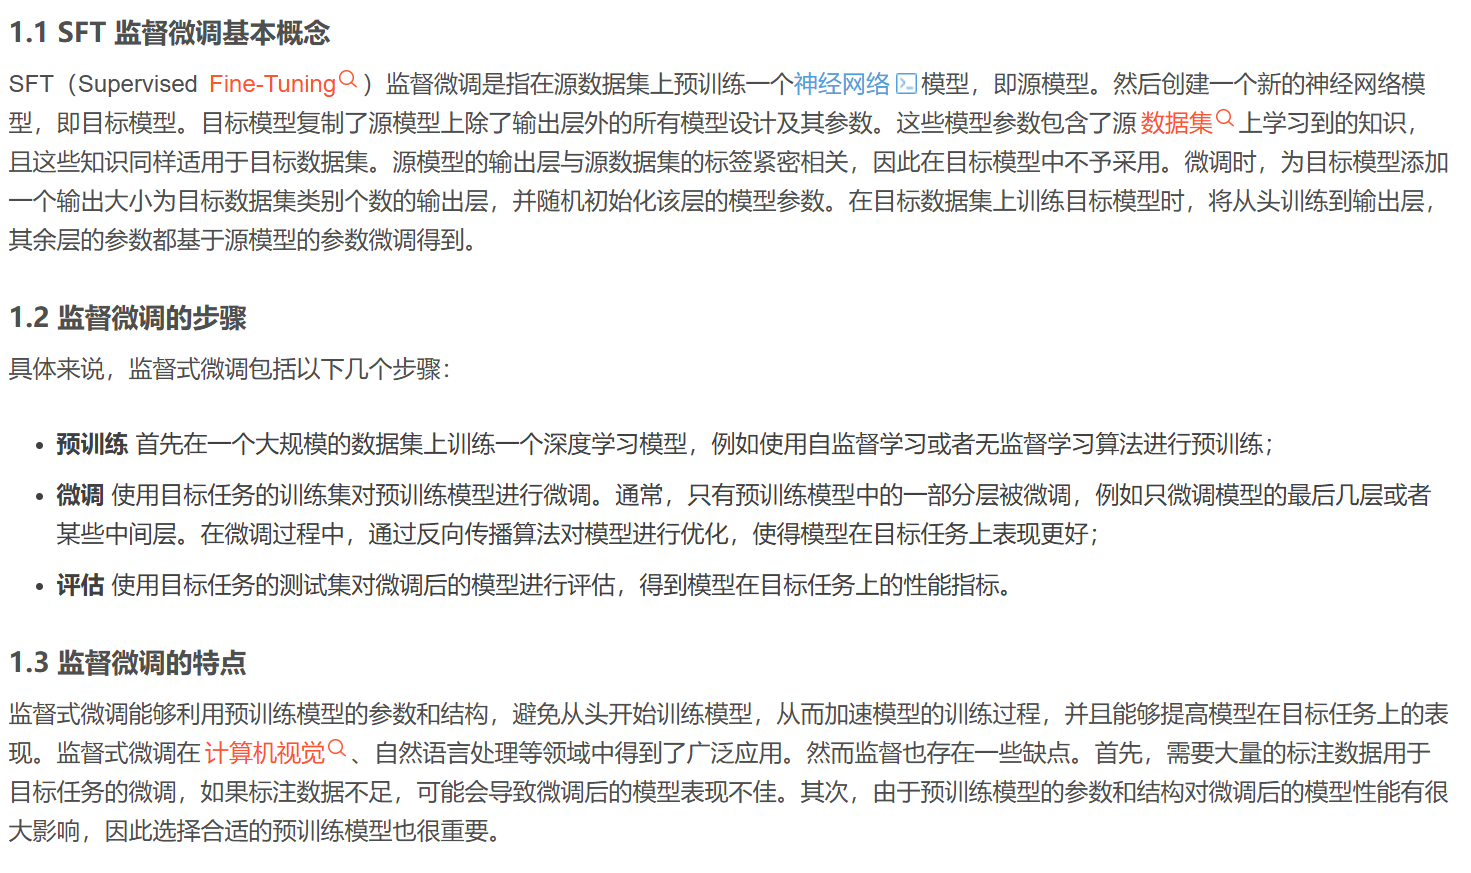 1.1 SFT 监督微调基本概念
SFT（Supervised Fine-Tuning）监督微调是指在源数据集上预训练一个神经网络模型，即源模型。然后创建一个新的神经网络模
型，即目标模型。目标模型复制了源模型上除了输出层外的所有模型设计及其参数。这些模型参数包含了源 数据集 上学习到的知识，
且这些知识同样适用于目标数据集。源模型的输出层与源数据集的标签紧密相关，因此在目标模型中不予采用。微调时，为目标模型添加
一个输出大小为目标数据集类别个数的输出层，并随机初始化该层的模型参数。在目标数据集上训练目标模型时，将从头训练到输出层，
其余层的参数都基于源模型的参数微调得到。
1.2 监督微调的步骤
具体来说，监督式微调包括以下几个步骤：
• 预训练 首先在一个大规模的数据集上训练一个深度学习模型，例如使用自监督学习或者无监督学习算法进行预训练；
• 微调 使用目标任务的训练集对预训练模型进行微调。通常，只有预训练模型中的一部分层被微调，例如只微调模型的最后几层或者
某些中间层。在微调过程中，通过反向传播算法对模型进行优化，使得模型在目标任务上表现更好；
• 评估 使用目标任务的测试集对微调后的模型进行评估，得到模型在目标任务上的性能指标。
1.3 监督微调的特点
监督式微调能够利用预训练模型的参数和结构，避免从头开始训练模型，从而加速模型的训练过程，并且能够提高模型在目标任务上的表
现。监督式微调在 计算机视觉 、自然语言处理等领域中得到了广泛应用。然而监督也存在一些缺点。首先，需要大量的标注数据用于
目标任务的微调，如果标注数据不足，可能会导致微调后的模型表现不佳。其次，由于预训练模型的参数和结构对微调后的模型性能有很
大影响，因此选择合适的预训练模型也很重要。